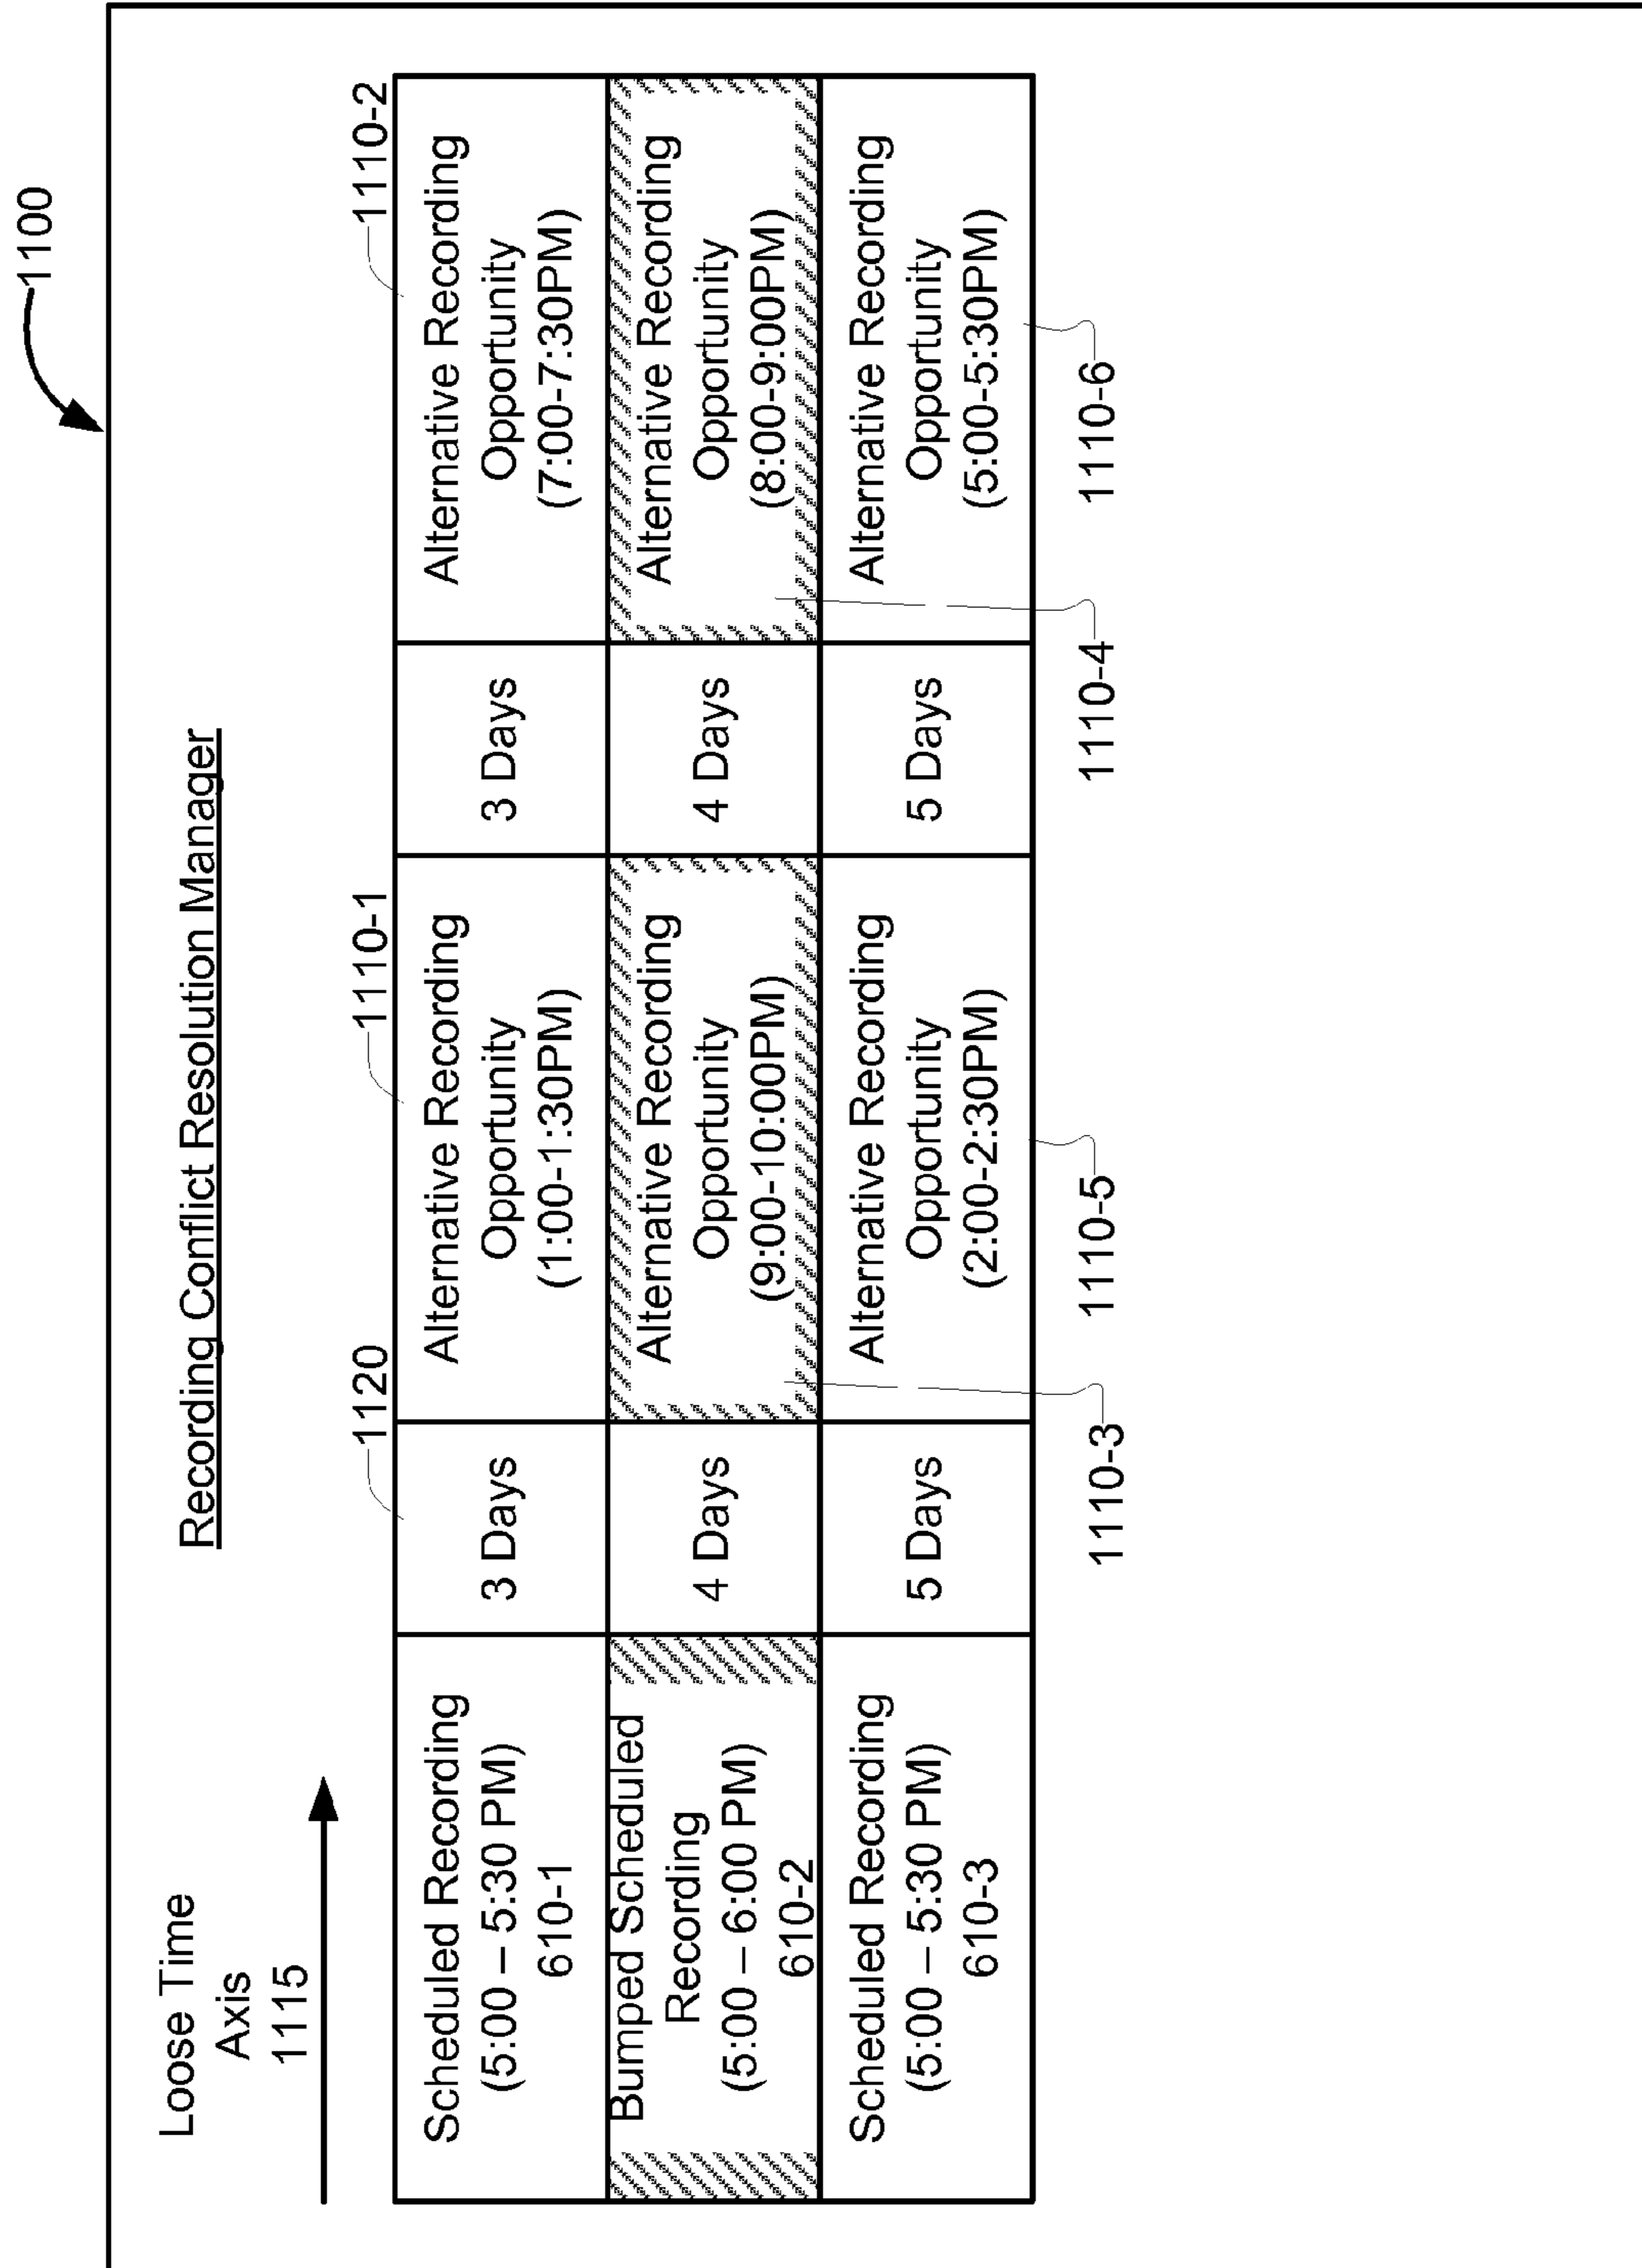 1100
Recording Conflict Resolution Manager
Loose Time
Axis
1115
1120
1110-1
1110-2
Scheduled Recording
(5:00 – 5:30 PM)
610-1
3 Days
Alternative Recording
Opportunity
(1:00-1:30PM)
3 Days
Alternative Recording
Opportunity
(7:00-7:30PM)
Bumped Scheduled
Recording
(5:00 – 6:00 PM)
610-2
4 Days
Alternative Recording
Opportunity
(9:00-10:00PM)
4 Days
Alternative Recording
Opportunity
(8:00-9:00PM)
Scheduled Recording
(5:00 – 5:30 PM)
610-3
5 Days
Alternative Recording
Opportunity
(2:00-2:30PM)
5 Days
Alternative Recording
Opportunity
(5:00-5:30PM)
1110-3
1110-5
1110-4
1110-6